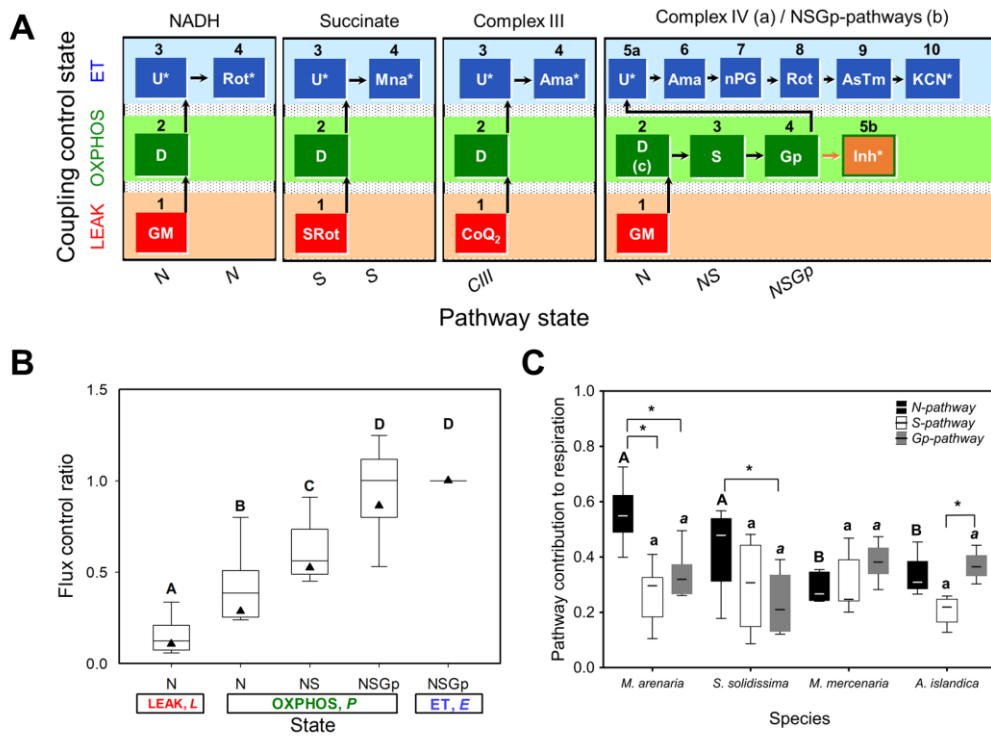 A
NADH
Succinate
Complex III
Complex IV (a) / NSGp-pathways (b)
Coupling control state
ET
OXPHOS
LEAK
3 4
U* Rot*
2
D
1
GM
N N
3 4
U* Mna*
2
D
1
SRot
S S
3 4
U* Ama*
2
D
1
CoQ₂
CIII
5a 6 7 8 9 10
U* Ama nPG Rot AsTm KCN*
2 3 4 5b
D (c) S Gp Inh*
1
GM
N NS NSGp
Pathway state
B
Flux control ratio
1.5
1.0
0.5
0.0
A B C D D
N N NS NSGp NSGp
LEAK, L OXPHOS, P ET, E
State
C
Pathway contribution to respiration
1.0
0.8
0.6
0.4
0.2
0.0
N-pathway
S-pathway
Gp-pathway
* *
A a a
*
A a a
B a a
*
B a a
M. arenaria S. solidissima M. mercenaria A. islandica
Species